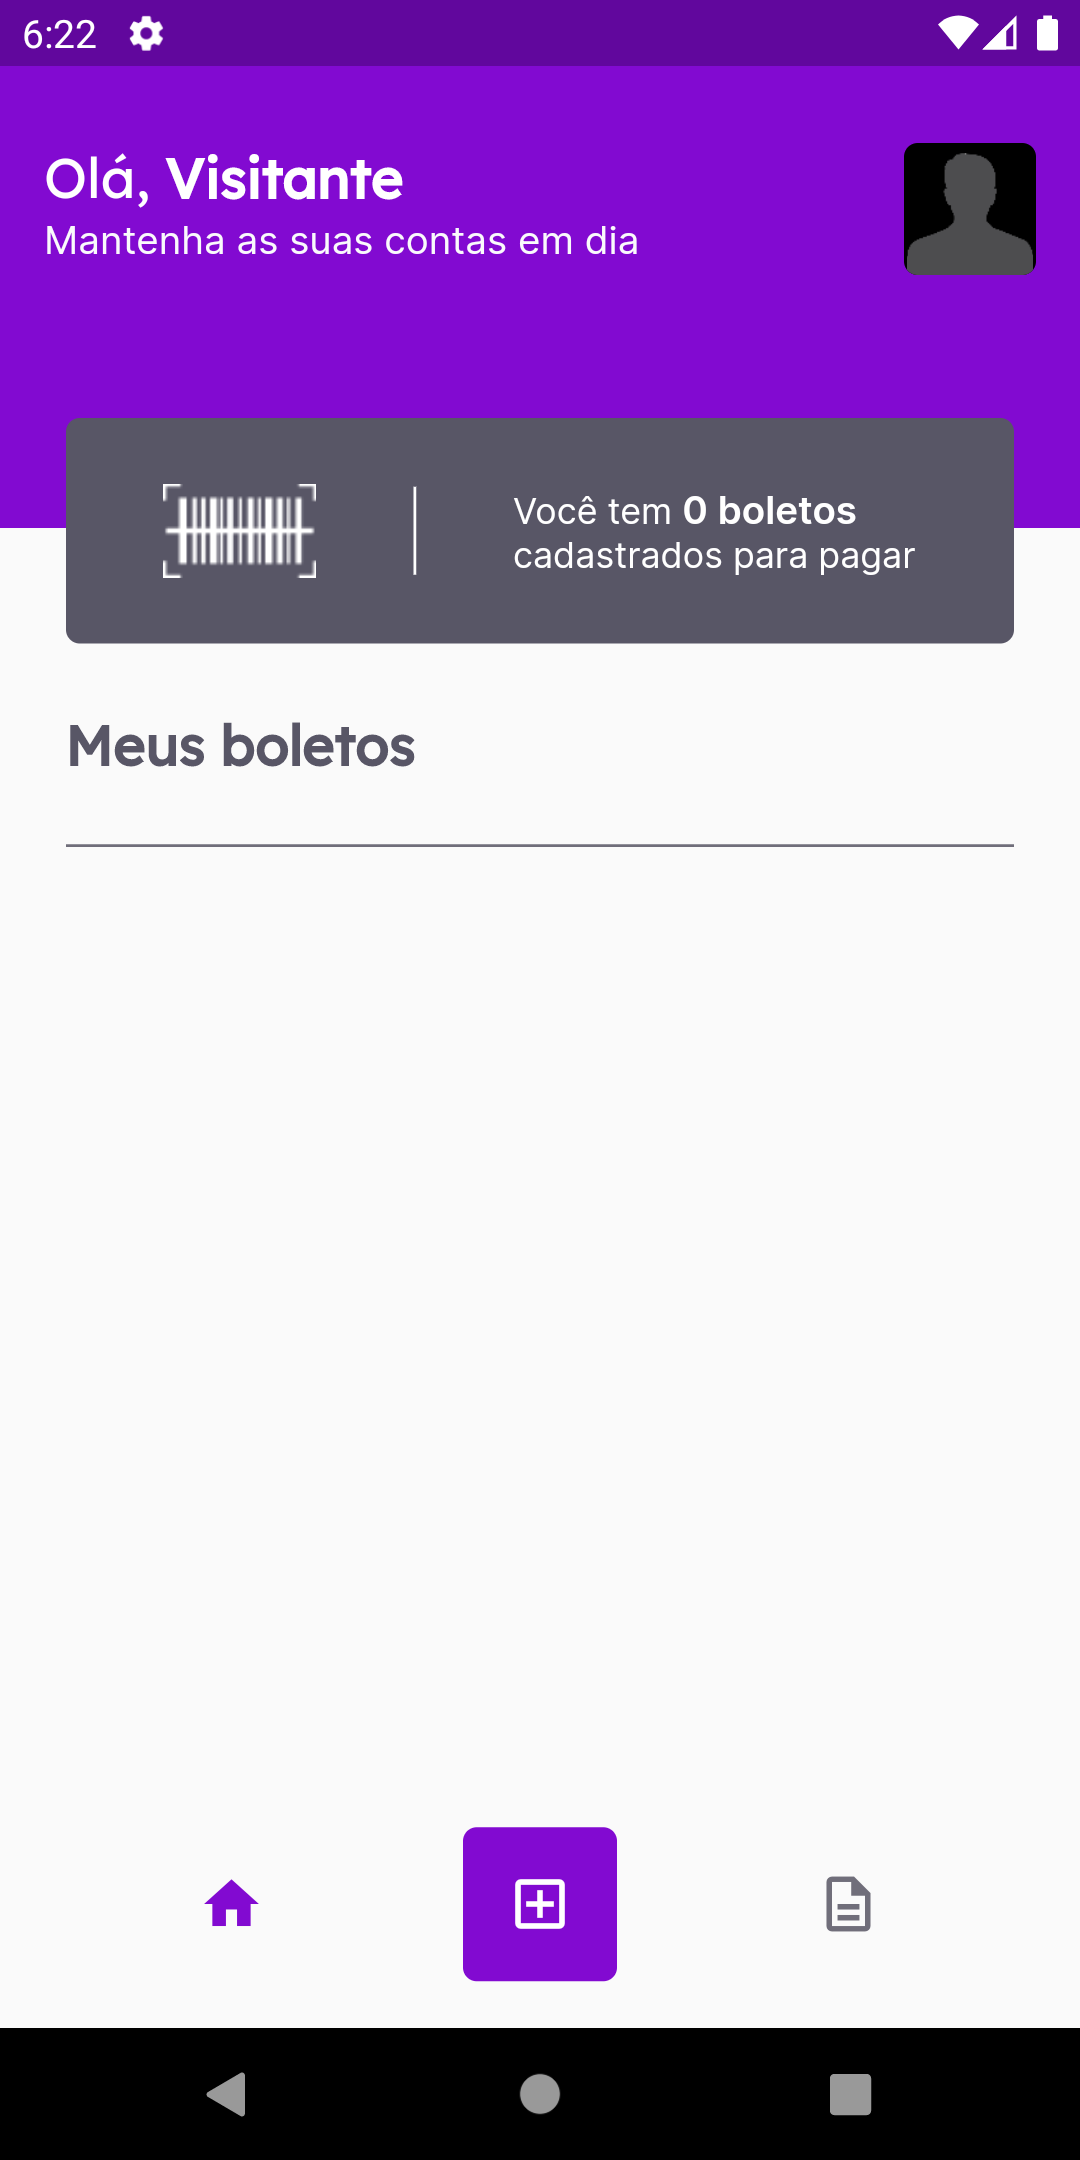 6:22
Olá, Visitante
Mantenha as suas contas em dia
Você tem 0 boletos
cadastrados para pagar
Meus boletos